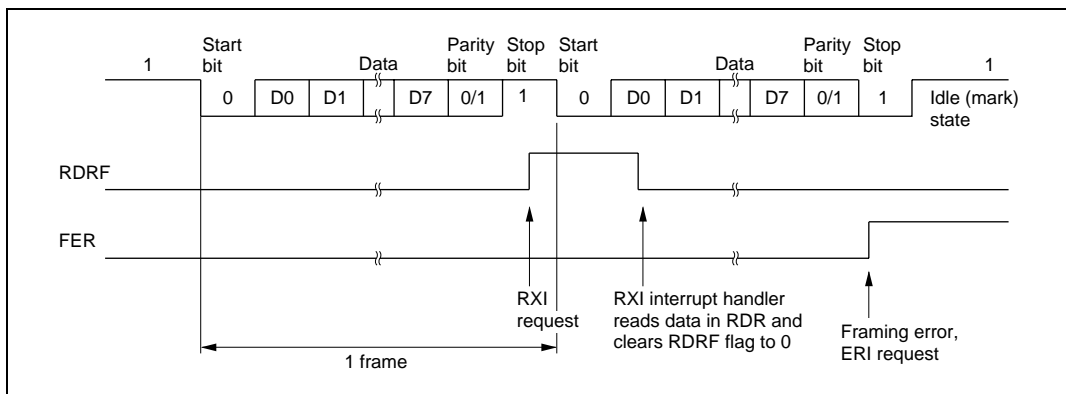 Start bit
Data
Parity bit
Stop bit
Start bit
Data
Parity bit
Stop bit
1
1
0
D0
D1
D7
0/1
1
0
D0
D1
D7
0/1
1
Idle (mark)
state
RDRF
FER
RXI
request
RXI interrupt handler
reads data in RDR and
clears RDRF flag to 0
Framing error,
ERI request
1 frame